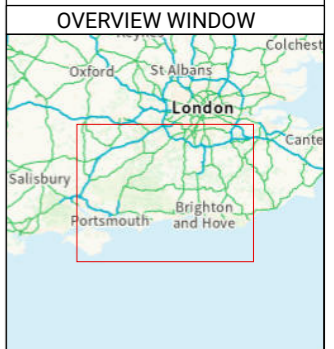 OVERVIEW WINDOW
Colchest
Oxford
St Albans
London
Cante
Salisbury
Portsmouth
Brighton
and Hove